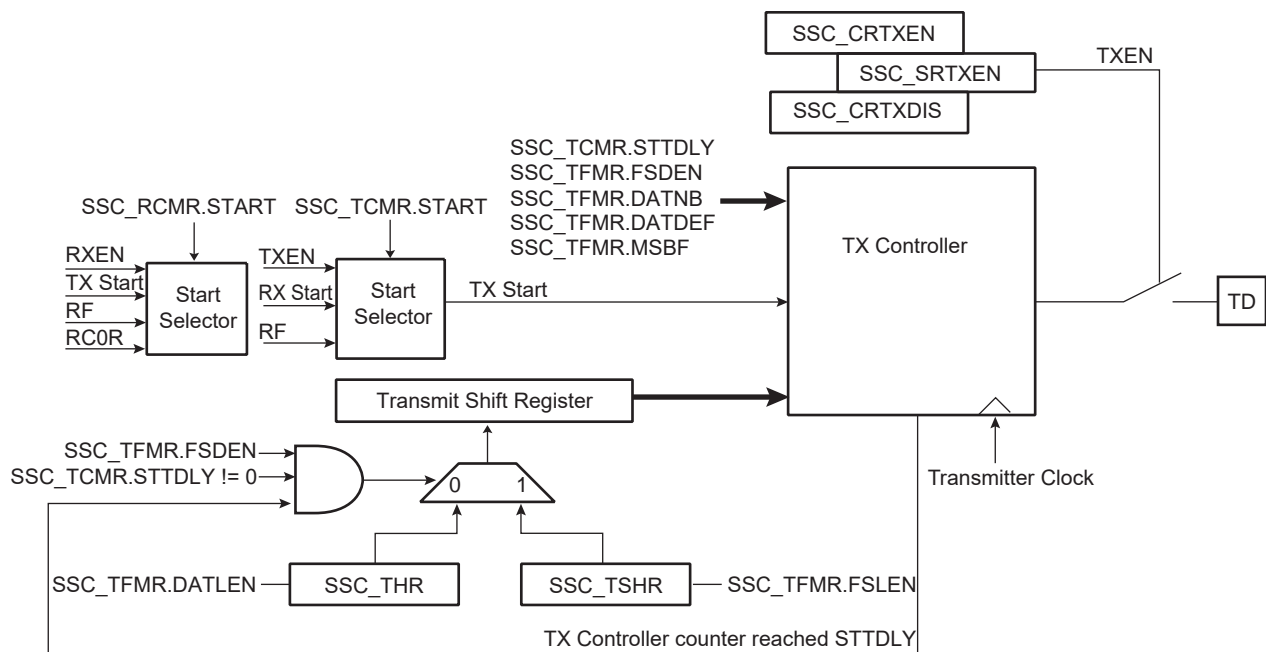 SSC_CRTXEN
SSC_SRTXEN
TXEN
SSC_CRTXDIS
SSC_TCMR.STTDLY
SSC_TFMR.FSDEN
SSC_TFMR.DATNB
SSC_TFMR.DATDEF
SSC_TFMR.MSBF
SSC_RCMR.START
SSC_TCMR.START
RXEN
TX Start
RF
RC0R
Start
Selector
TXEN
RX Start
RF
Start
Selector
TX Start
TX Controller
TD
Transmit Shift Register
SSC_TFMR.FSDEN
SSC_TCMR.STTDLY != 0
0
1
Transmitter Clock
SSC_TFMR.DATLEN
SSC_THR
SSC_TSHR
SSC_TFMR.FSLEN
TX Controller counter reached STTDLY